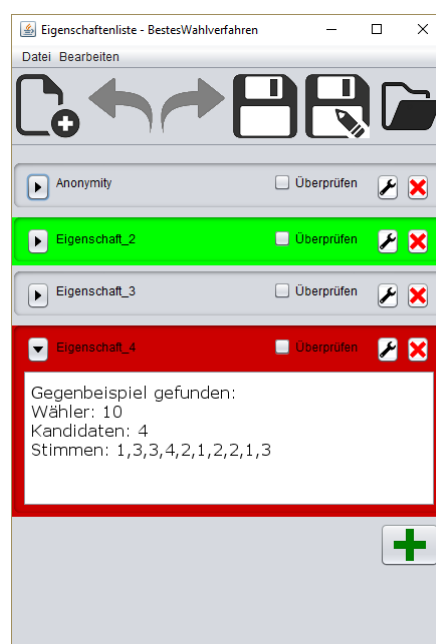 Eigenschaftenliste - BestesWahlverfahren
Datei Bearbeiten
Anonymity Überprüfen
Eigenschaft_2 Überprüfen
Eigenschaft_3 Überprüfen
Eigenschaft_4 Überprüfen
Gegenbeispiel gefunden:
Wähler: 10
Kandidaten: 4
Stimmen: 1,3,3,4,2,1,2,2,1,3